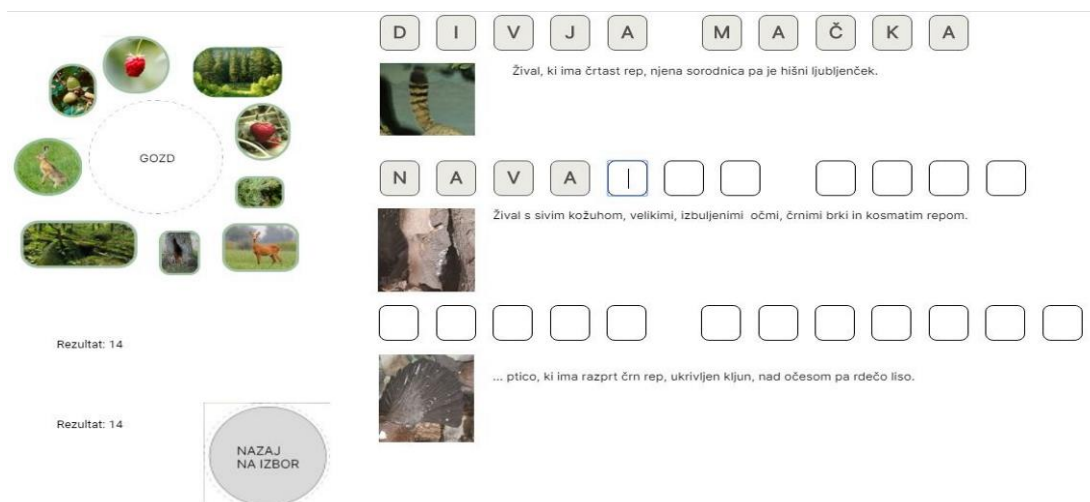 D I V J A M A Č K A
Žival, ki ima črtast rep, njena sorodnica pa je hišni ljubljenček.
GOZD
N A V A
Žival s sivim kožuhom, velikimi, izbuljenimi očmi, črnimi brki in kosmatim repom.
... ptico, ki ima razprt črn rep, ukrivljen kljun, nad očesom pa rdečo liso.
Rezultat: 14
Rezultat: 14
NAZAJ
NA IZBOR